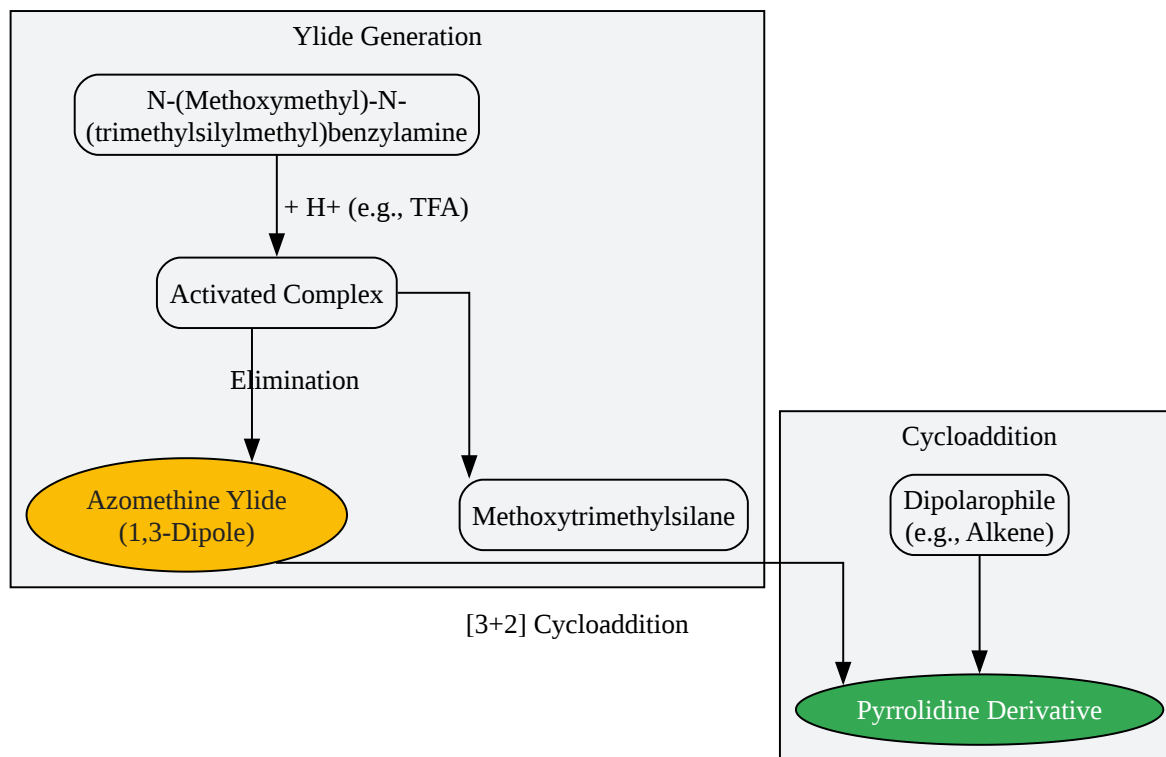 Ylide Generation
N-(Methoxymethyl)-N-
(trimethylsilylmethyl)benzylamine
+ H+ (e.g., TFA)
Activated Complex
Elimination
Azomethine Ylide
(1,3-Dipole)
Methoxytrimethylsilane
[3+2] Cycloaddition
Cycloaddition
Dipolarophile
(e.g., Alkene)
Pyrrolidine Derivative